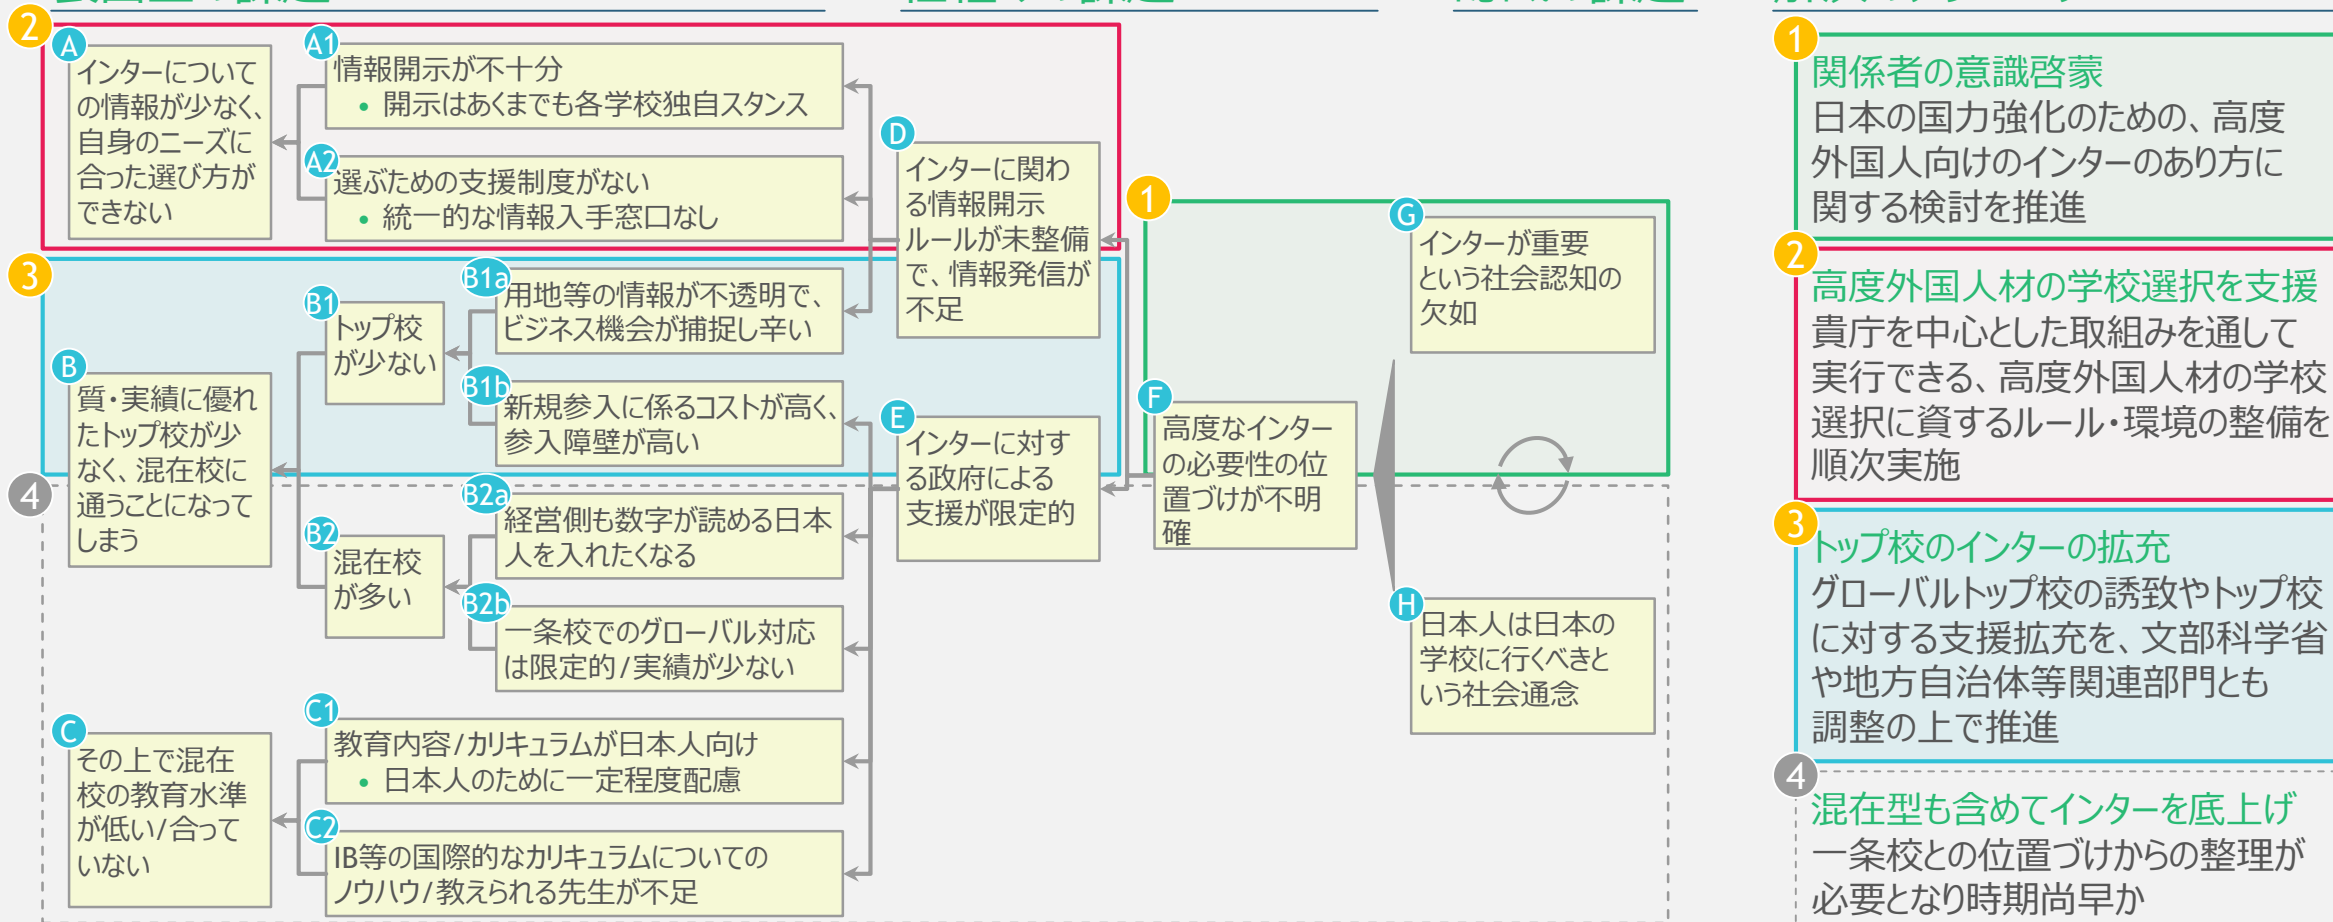 2
A
インターについて
の情報が少なく、
自身のニーズに
合った選び方が
できない
A1
情報開示が不十分
• 開示はあくまでも各学校独自スタンス
A2
選ぶための支援制度がない
• 統一的な情報入手窓口なし
D
インターに関わ
る情報開示
ルールが未整備
で、情報発信が
不足
3
B
質・実績に優れ
たトップ校が少
なく、混在校に
通うことになって
しまう
B1
トップ校
が少ない
B1a
用地等の情報が不透明で、
ビジネス機会が捕捉し辛い
B1b
新規参入に係るコストが高く、
参入障壁が高い
E
インターに対す
る政府による
支援が限定的
4
B2
混在校
が多い
B2a
経営側も数字が読める日本
人を入れたくなる
B2b
一条校でのグローバル対応
は限定的/実績が少ない
C
その上で混在
校の教育水準
が低い/合って
いない
C1
教育内容/カリキュラムが日本人向け
• 日本人のために一定程度配慮
C2
IB等の国際的なカリキュラムについての
ノウハウ/教えられる先生が不足
1
F
高度なインター
の必要性の位
置づけが不明
確
G
インターが重要
という社会認知の
欠如
H
日本人は日本の
学校に行くべきと
いう社会通念
1
関係者の意識啓蒙
日本の国力強化のための、高度
外国人向けのインターのあり方に
関する検討を推進
2
高度外国人材の学校選択を支援
貴庁を中心とした取組みを通して
実行できる、高度外国人材の学校
選択に資するルール・環境の整備を
順次実施
3
トップ校のインターの拡充
グローバルトップ校の誘致やトップ校
に対する支援拡充を、文部科学省
や地方自治体等関連部門とも
調整の上で推進
4
混在型も含めてインターを底上げ
一条校との位置づけからの整理が
必要となり時期尚早か